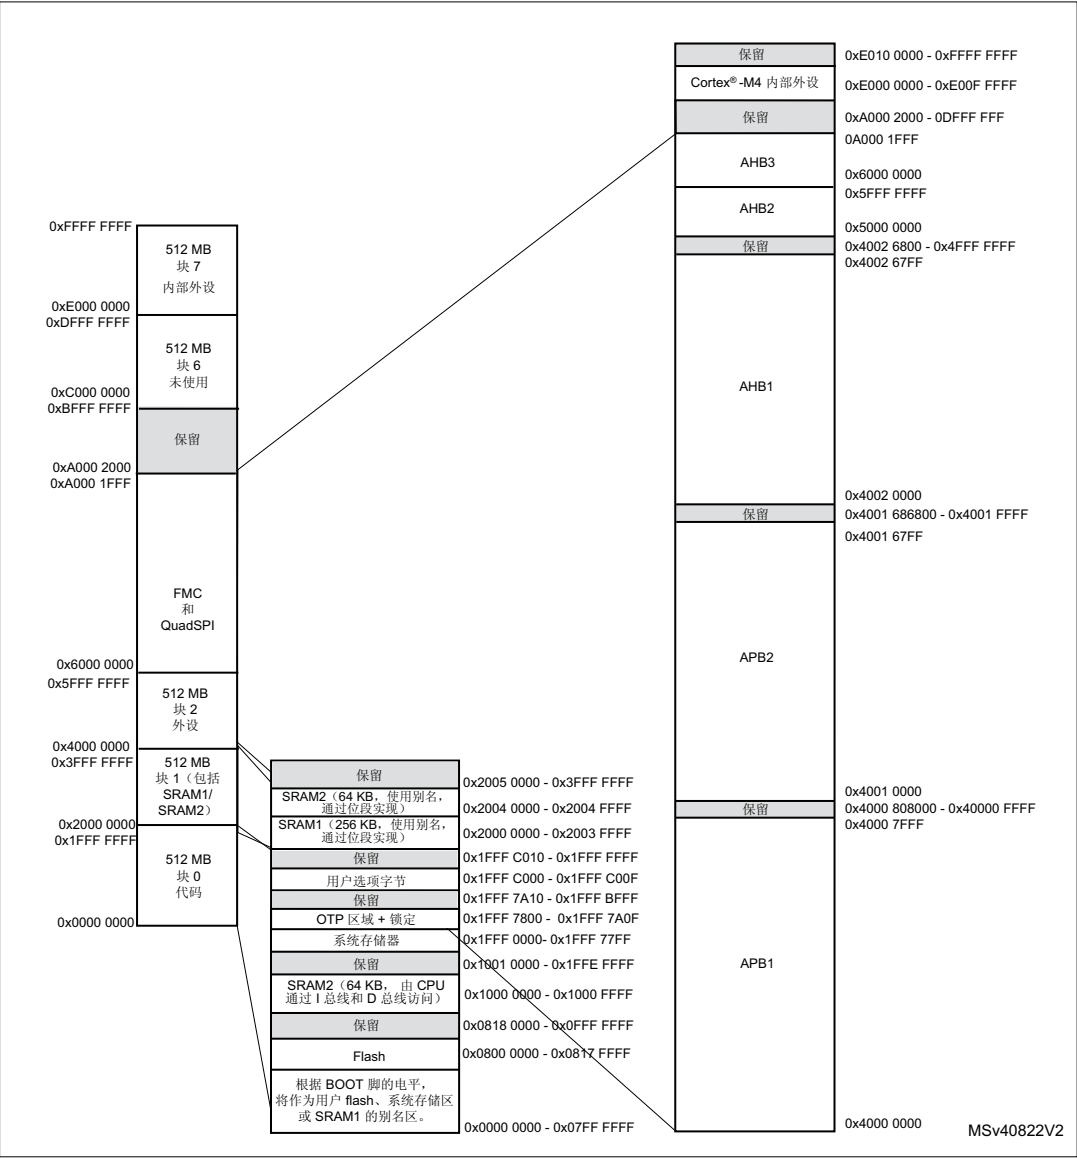 0xFFFF FFFF
512 MB
块 7
内部外设
0xE000 0000
0xDFFF FFFF
512 MB
块 6
未使用
0xC000 0000
0xBFFF FFFF
保留
0xA000 2000
0xA000 1FFF
FMC
和
QuadSPI
0x6000 0000
0x5FFF FFFF
512 MB
块 2
外设
0x4000 0000
0x3FFF FFFF
512 MB
块 1（包括
SRAM1/
SRAM2）
0x2000 0000
0x1FFF FFFF
512 MB
块 0
代码
0x0000 0000
保留
0x2005 0000 - 0x3FFF FFFF
SRAM2（64 KB，使用别名，
通过位段实现）
0x2004 0000 - 0x2004 FFFF
SRAM1（256 KB，使用别名，
通过位段实现）
0x2000 0000 - 0x2003 FFFF
保留
0x1FFF C010 - 0x1FFF FFFF
用户选项字节
0x1FFF C000 - 0x1FFF C00F
保留
0x1FFF 7A10 - 0x1FFF BFFF
OTP 区域 + 锁定
0x1FFF 7800 - 0x1FFF 7A0F
系统存储器
0x1FFF 0000- 0x1FFF 77FF
保留
0x1001 0000 - 0x1FFE FFFF
SRAM2（64 KB， 由 CPU
通过 I 总线和 D 总线访问）
0x1000 0000 - 0x1000 FFFF
保留
0x0818 0000 - 0x0FFF FFFF
Flash
0x0800 0000 - 0x0817 FFFF
根据 BOOT 脚的电平，
将作为用户 flash、系统存储区
或 SRAM1 的别名区。
0x0000 0000 - 0x07FF FFFF
保留
0xE010 0000 - 0xFFFF FFFF
Cortex®-M4 内部外设
0xE000 0000 - 0xE00F FFFF
保留
0xA000 2000 - 0DFFF FFF
0A000 1FFF
AHB3
0x6000 0000
0x5FFF FFFF
AHB2
0x5000 0000
保留
0x4002 6800 - 0x4FFF FFFF
0x4002 67FF
AHB1
0x4002 0000
保留
0x4001 686800 - 0x4001 FFFF
0x4001 67FF
APB2
0x4001 0000
保留
0x4000 808000 - 0x40000 FFFF
0x4000 7FFF
APB1
0x4000 0000
MSv40822V2